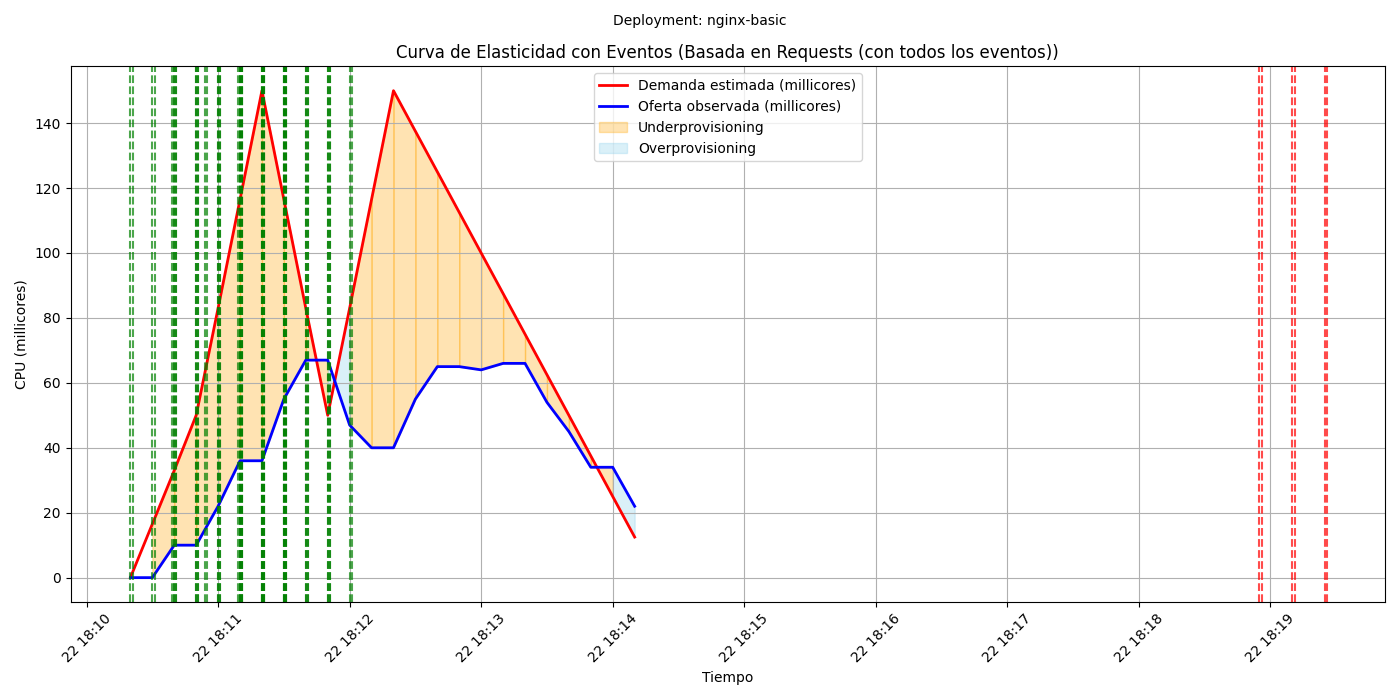 Deployment: nginx-basic
Curva de Elasticidad con Eventos (Basada en Requests (con todos los eventos))
Demanda estimada (millicores)
Oferta observada (millicores)
Underprovisioning
Overprovisioning
CPU (millicores)
140
120
100
80
60
40
20
0
22 18:10
22 18:11
22 18:12
22 18:13
22 18:14
22 18:15
22 18:16
22 18:17
22 18:18
22 18:19
Tiempo